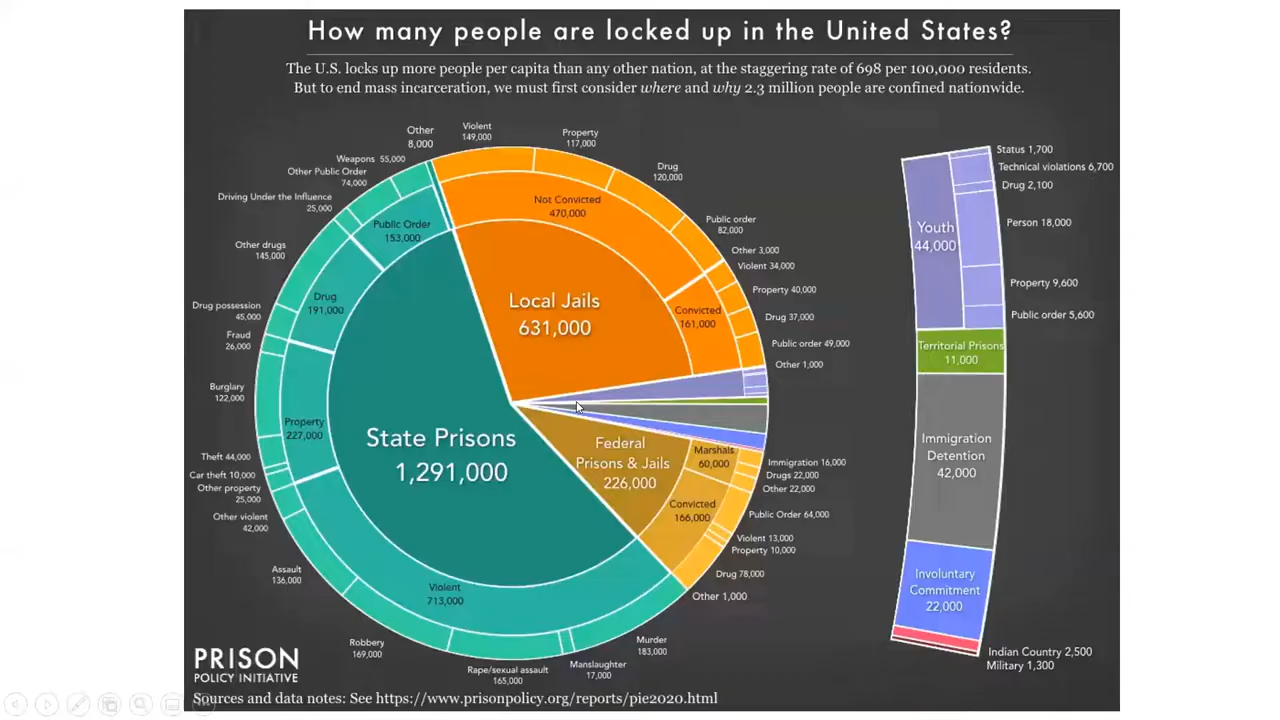 How many people are locked up in the United States?
The U.S. locks up more people per capita than any other nation, at the staggering rate of 698 per 100,000 residents.
But to end mass incarceration, we must first consider where and why 2.3 million people are confined nationwide.
Other
8,000
Violent
149,000
Property
117,000
Drug
120,000
Public order
82,000
Other 3,000
Violent 34,000
Property 40,000
Drug 37,000
Public order 49,000
Other 1,000
Not Convicted
470,000
Convicted
161,000
Local Jails
631,000
Weapons 55,000
Other Public Order
74,000
Driving Under the Influence
25,000
Other drugs
145,000
Drug possession
45,000
Fraud
26,000
Burglary
122,000
Theft 44,000
Car theft 10,000
Other property
25,000
Other violent
42,000
Assault
136,000
Robbery
169,000
Rape/sexual assault
165,000
Manslaughter
17,000
Murder
183,000
Public Order
153,000
Drug
191,000
Property
227,000
Violent
713,000
State Prisons
1,291,000
Federal
Prisons & Jails
226,000
Marshals
60,000
Convicted
166,000
Immigration 16,000
Drugs 22,000
Other 22,000
Public Order 64,000
Violent 13,000
Property 10,000
Drug 78,000
Other 1,000
Youth
44,000
Status 1,700
Technical violations 6,700
Drug 2,100
Person 18,000
Property 9,600
Public order 5,600
Territorial Prisons
11,000
Immigration
Detention
42,000
Involuntary
Commitment
22,000
Indian Country 2,500
Military 1,300
PRISON
POLICY INITIATIVE
Sources and data notes: See https://www.prisonpolicy.org/reports/pie2020.html